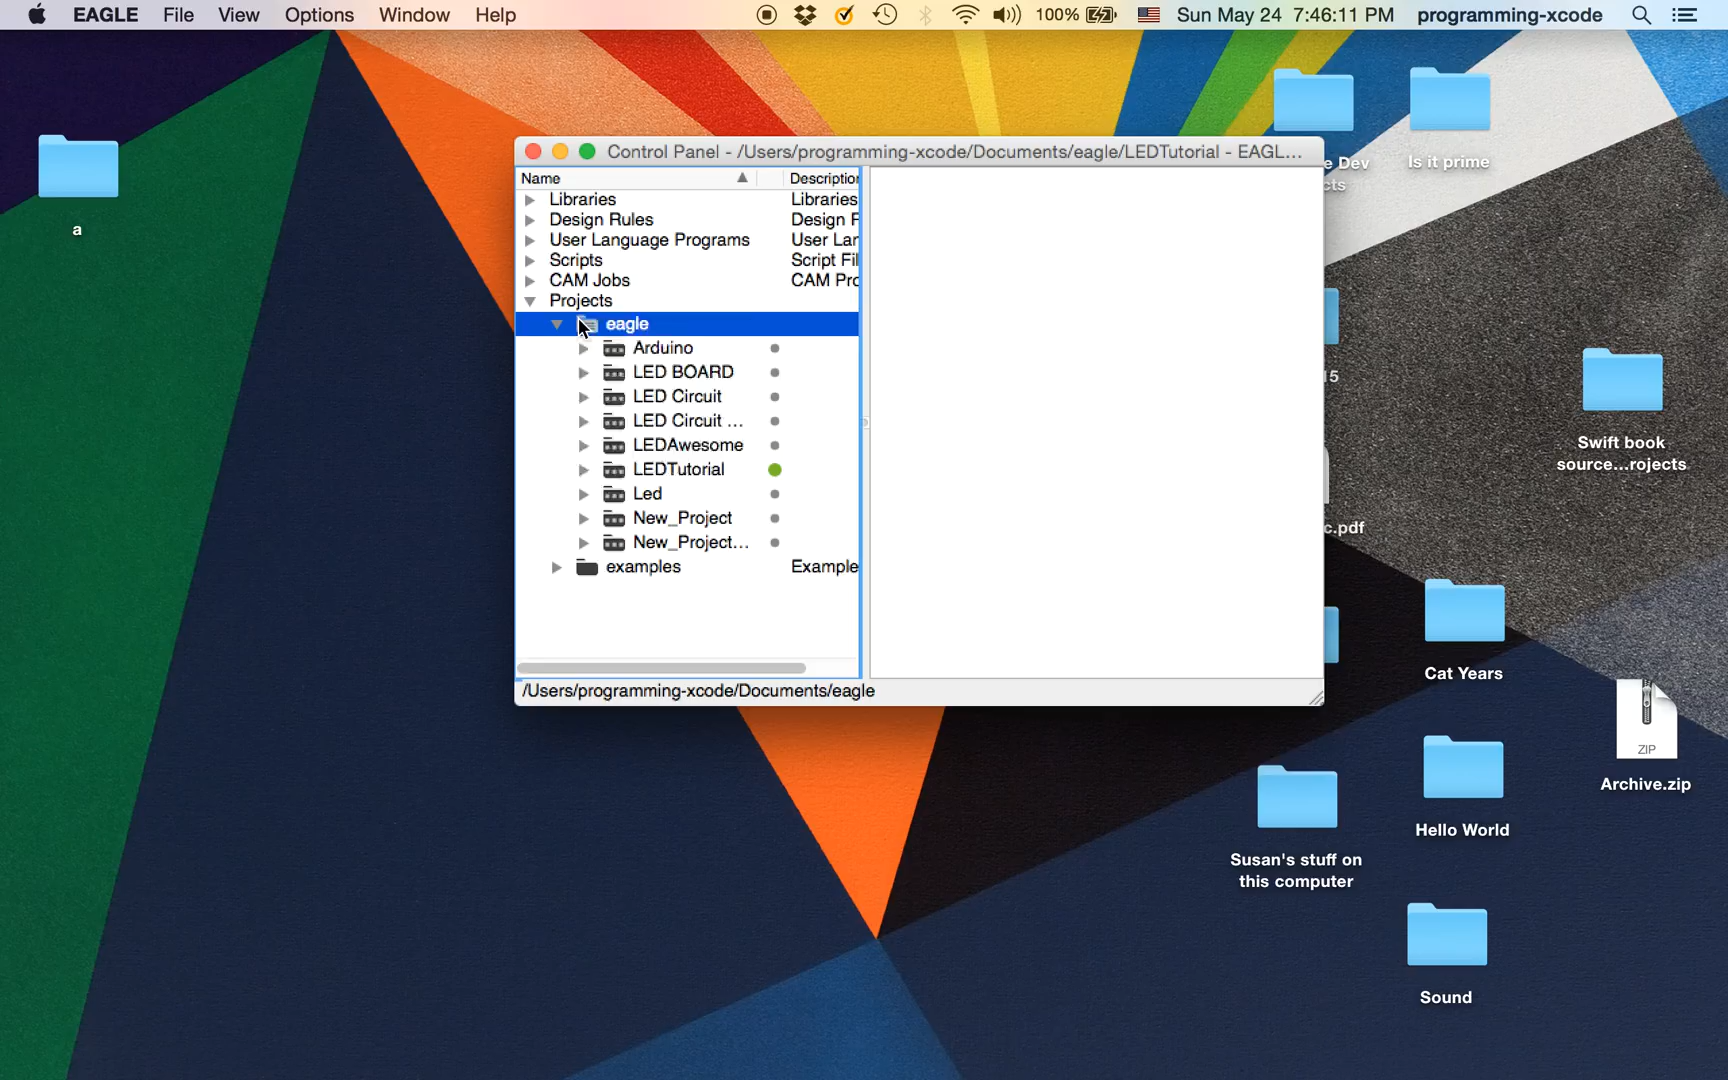 EAGLE File View Options Window Help 100% Sun May 24 7:46:11 PM programming-xcode
a
Control Panel - /Users/programming-xcode/Documents/eagle/LEDTutorial - EAGL...
Name Description
Libraries Libraries
Design Rules Design
User Language Programs User
Scripts Script
CAM Jobs CAM
Projects
eagle
Arduino
LED BOARD
LED Circuit
LED Circuit ...
LEDAwesome
LEDTutorial
Led
New_Project
New_Project...
examples Example
/Users/programming-xcode/Documents/eagle
e Dev
cts
Is it prime
15
Swift book
source...rojects
c.pdf
Cat Years
ZIP
Archive.zip
Hello World
Susan's stuff on
this computer
Sound